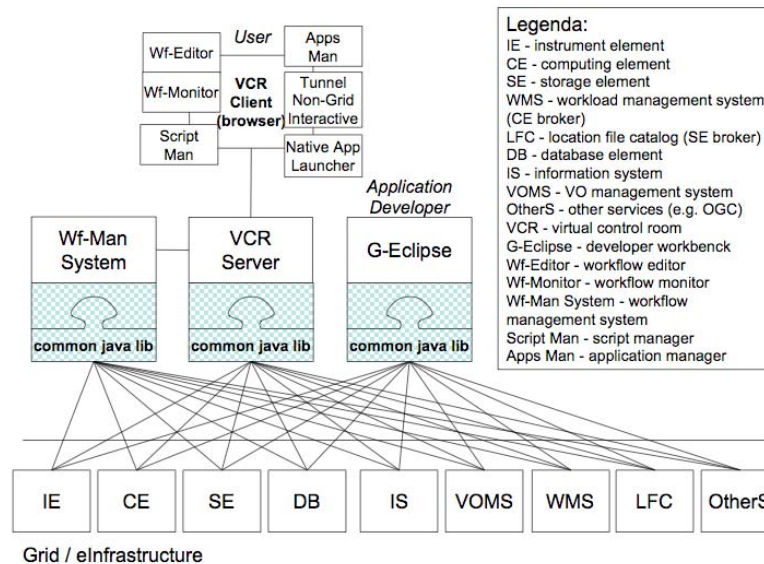 User
Wf-Editor
Apps
Man
Wf-Monitor
VCR
Client
(browser)
Tunnel
Non-Grid
Interactive
Script
Man
Native App
Launcher
Application
Developer
Wf-Man
System
VCR
Server
G-Eclipse
common java lib
common java lib
common java lib
IE
CE
SE
DB
IS
VOMS
WMS
LFC
OtherS
Grid / eInfrastructure
Legenda:
IE - instrument element
CE - computing element
SE - storage element
WMS - workload management system
(CE broker)
LFC - location file catalog (SE broker)
DB - database element
IS - information system
VOMS - VO management system
OtherS - other services (e.g. OGC)
VCR - virtual control room
G-Eclipse - developer workbenck
Wf-Editor - workflow editor
Wf-Monitor - workflow monitor
Wf-Man System - workflow
management system
Script Man - script manager
Apps Man - application manager